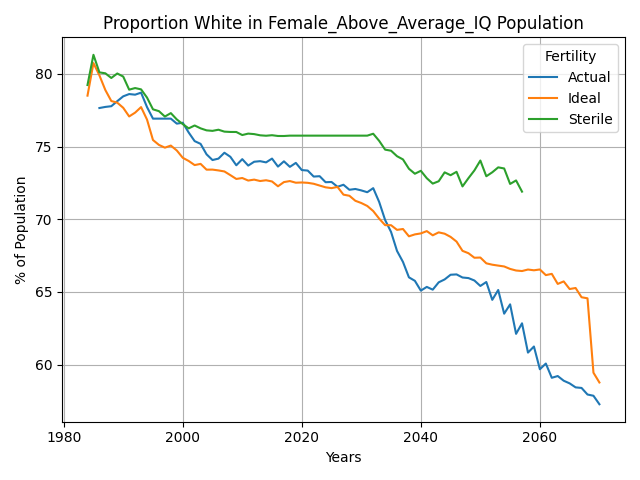 Proportion White in Female_Above_Average_IQ Population
Fertility
Actual
Ideal
Sterile
% of Population
80
75
70
65
60
1980
2000
2020
2040
2060
Years